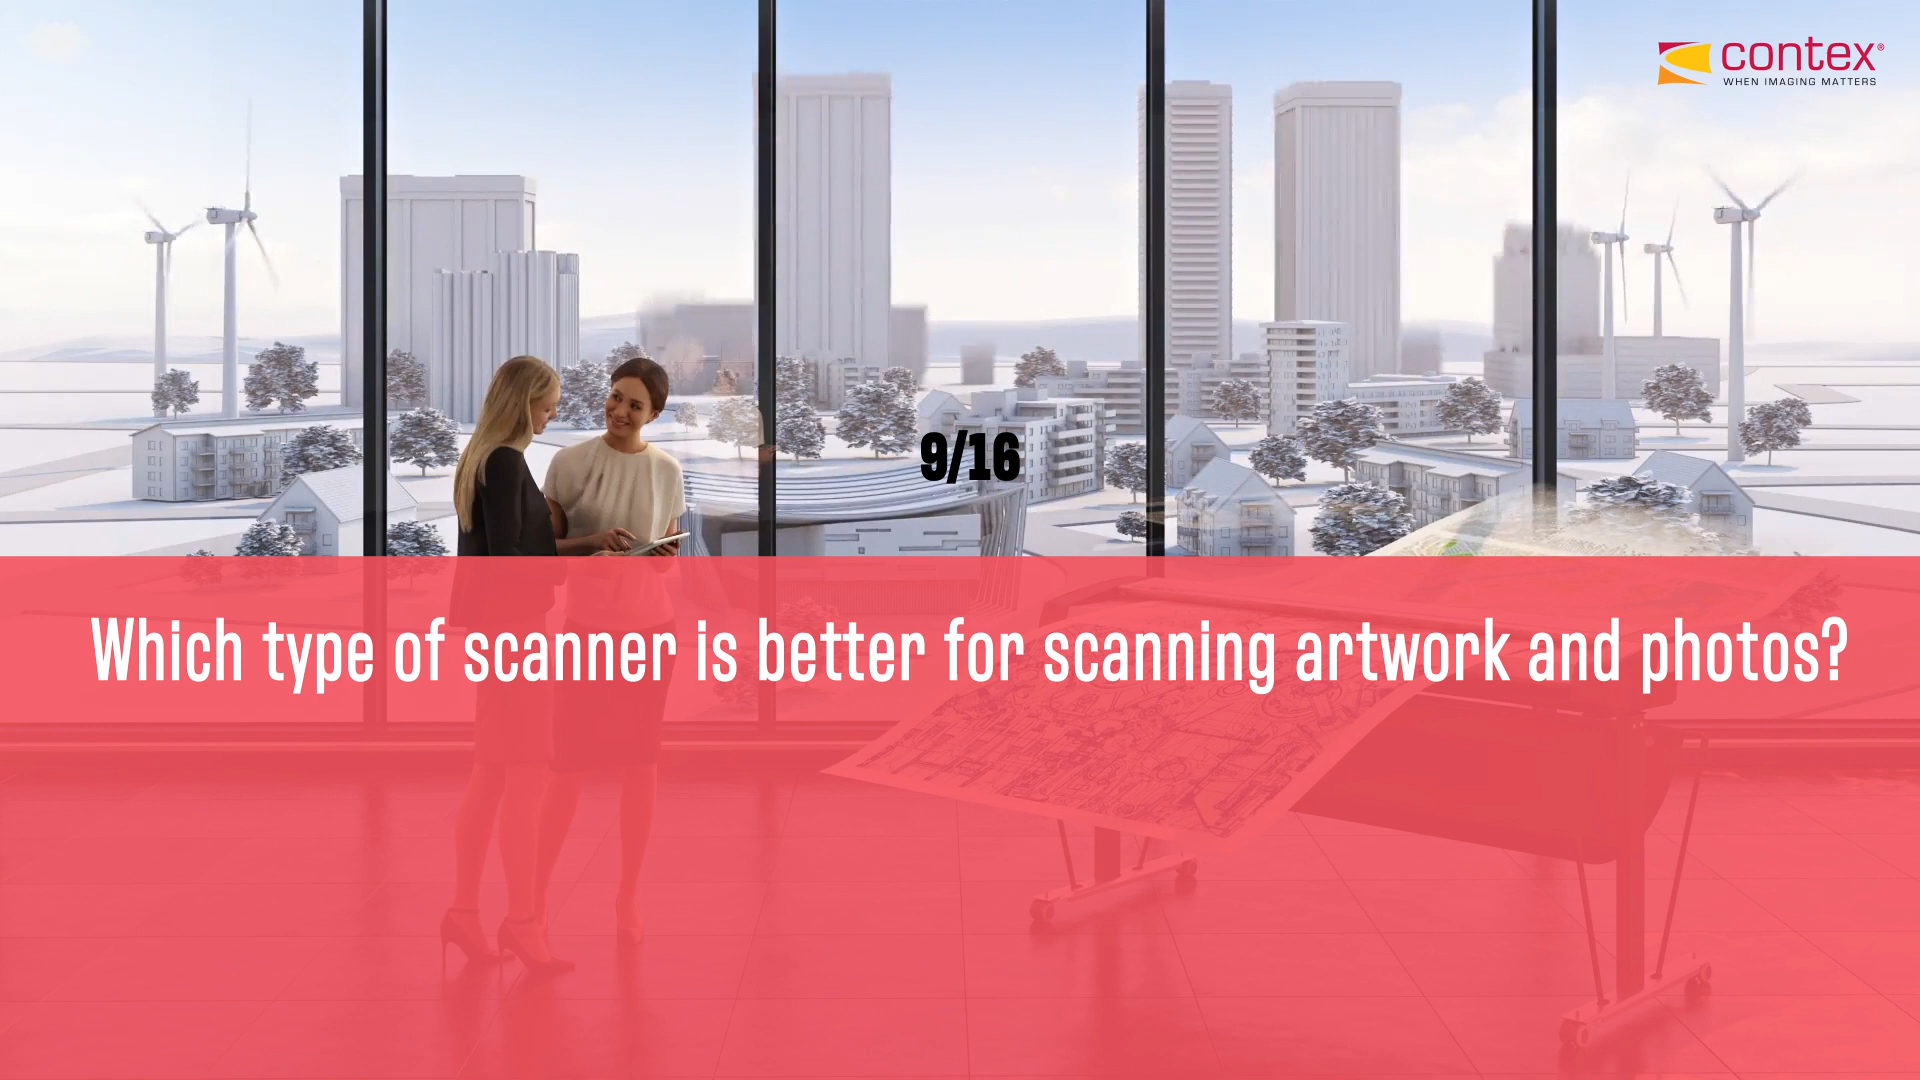 contex®
WHEN IMAGING MATTERS
9/16
Which type of scanner is better for scanning artwork and photos?